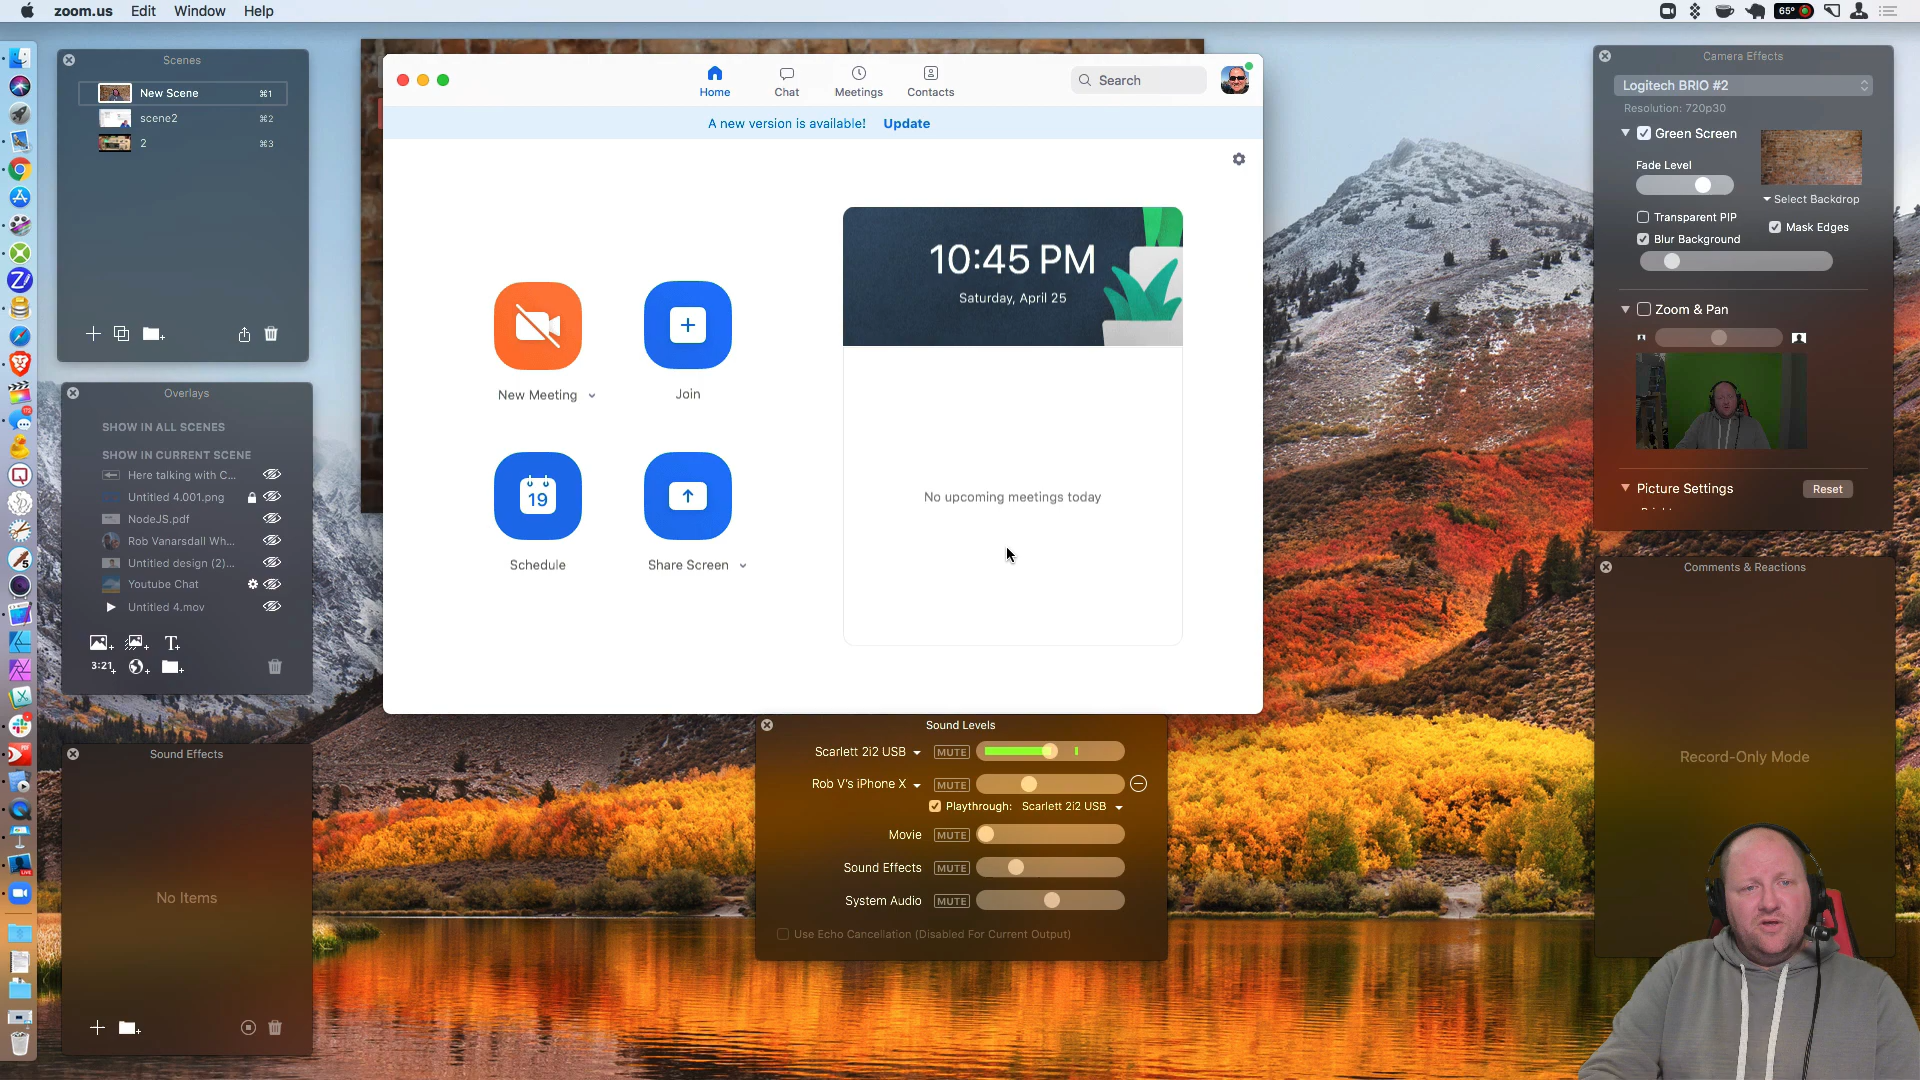 zoom.us Edit Window Help
65°
Scenes
New Scene ⌘1
scene2 ⌘2
2 ⌘3
Overlays
SHOW IN ALL SCENES
SHOW IN CURRENT SCENE
Here talking with C...
Untitled 4.001.png
NodeJS.pdf
Rob Vanarsdall Wh...
Untitled design (2)...
Youtube Chat
Untitled 4.mov
T+
3:21+
Sound Effects
No Items
Home Chat Meetings Contacts
Search
A new version is available! Update
New Meeting
Join
19
Schedule
Share Screen
10:45 PM
Saturday, April 25
No upcoming meetings today
Sound Levels
Scarlett 2i2 USB MUTE
Rob V's iPhone X MUTE
Playthrough: Scarlett 2i2 USB
Movie MUTE
Sound Effects MUTE
System Audio MUTE
Use Echo Cancellation (Disabled For Current Output)
Camera Effects
Logitech BRIO #2
Resolution: 720p30
Green Screen
Fade Level
Select Backdrop
Transparent PIP
Mask Edges
Blur Background
Zoom & Pan
Picture Settings Reset
Comments & Reactions
Record-Only Mode